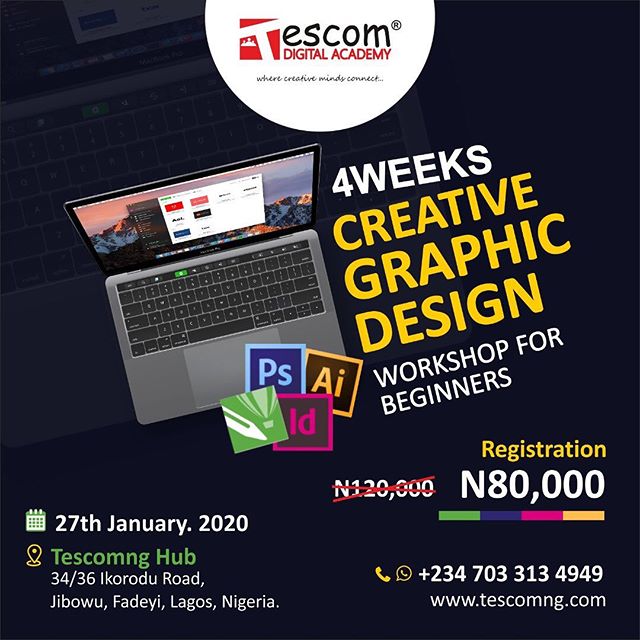 Tescom®
DIGITAL ACADEMY
where creative minds connect...
4WEEKS
CREATIVE
GRAPHIC
DESIGN
WORKSHOP FOR
BEGINNERS
Ps
Ai
Id
Registration
N120,000 N80,000
27th January. 2020
Tescomng Hub
34/36 Ikorodu Road,
Jibowu, Fadeyi, Lagos, Nigeria.
+234 703 313 4949
www.tescomng.com